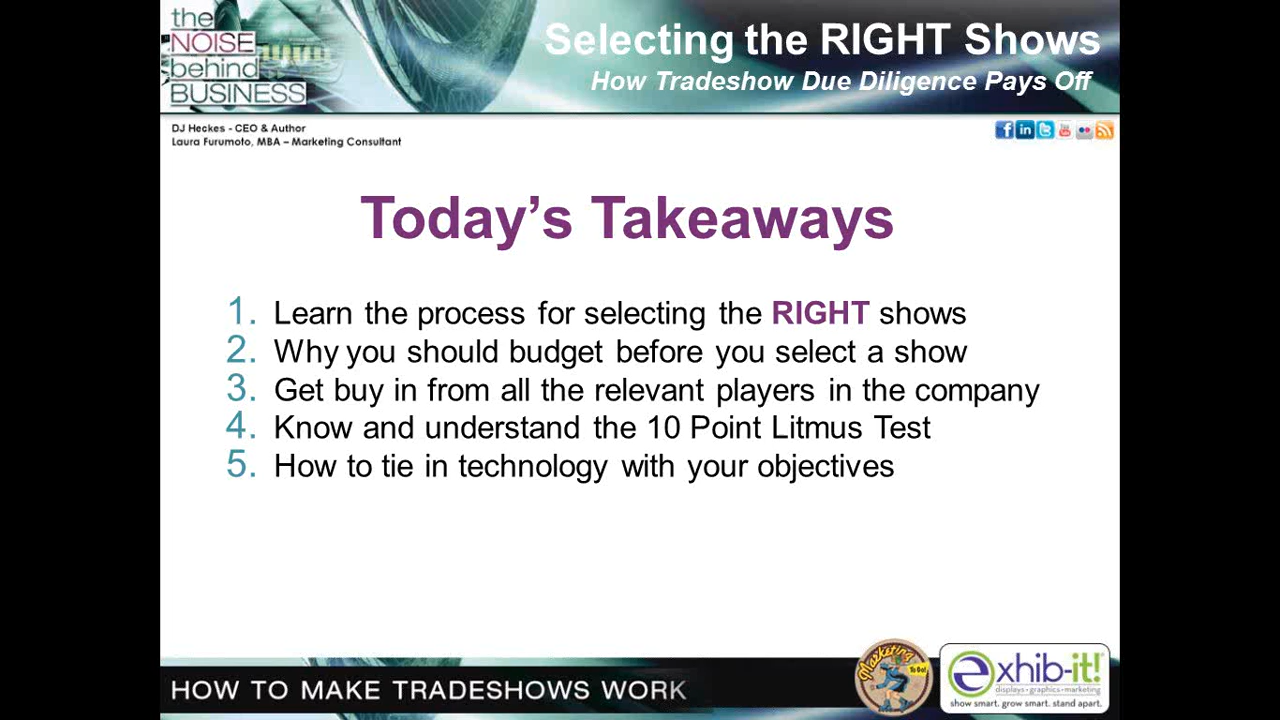 the
NOISE
behind
BUSINESS
Selecting the RIGHT Shows
How Tradeshow Due Diligence Pays Off
DJ Heckes - CEO & Author
Laura Furumoto, MBA – Marketing Consultant
Today’s Takeaways
1. Learn the process for selecting the RIGHT shows
2. Why you should budget before you select a show
3. Get buy in from all the relevant players in the company
4. Know and understand the 10 Point Litmus Test
5. How to tie in technology with your objectives
HOW TO MAKE TRADESHOWS WORK
Marketing
To Go!
exhib-it!
displays • graphics • marketing
show smart. grow smart. stand apart.